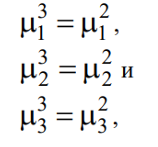 μ₁³ = μ₁²,
μ₂³ = μ₂² и
μ₃³ = μ₃²,